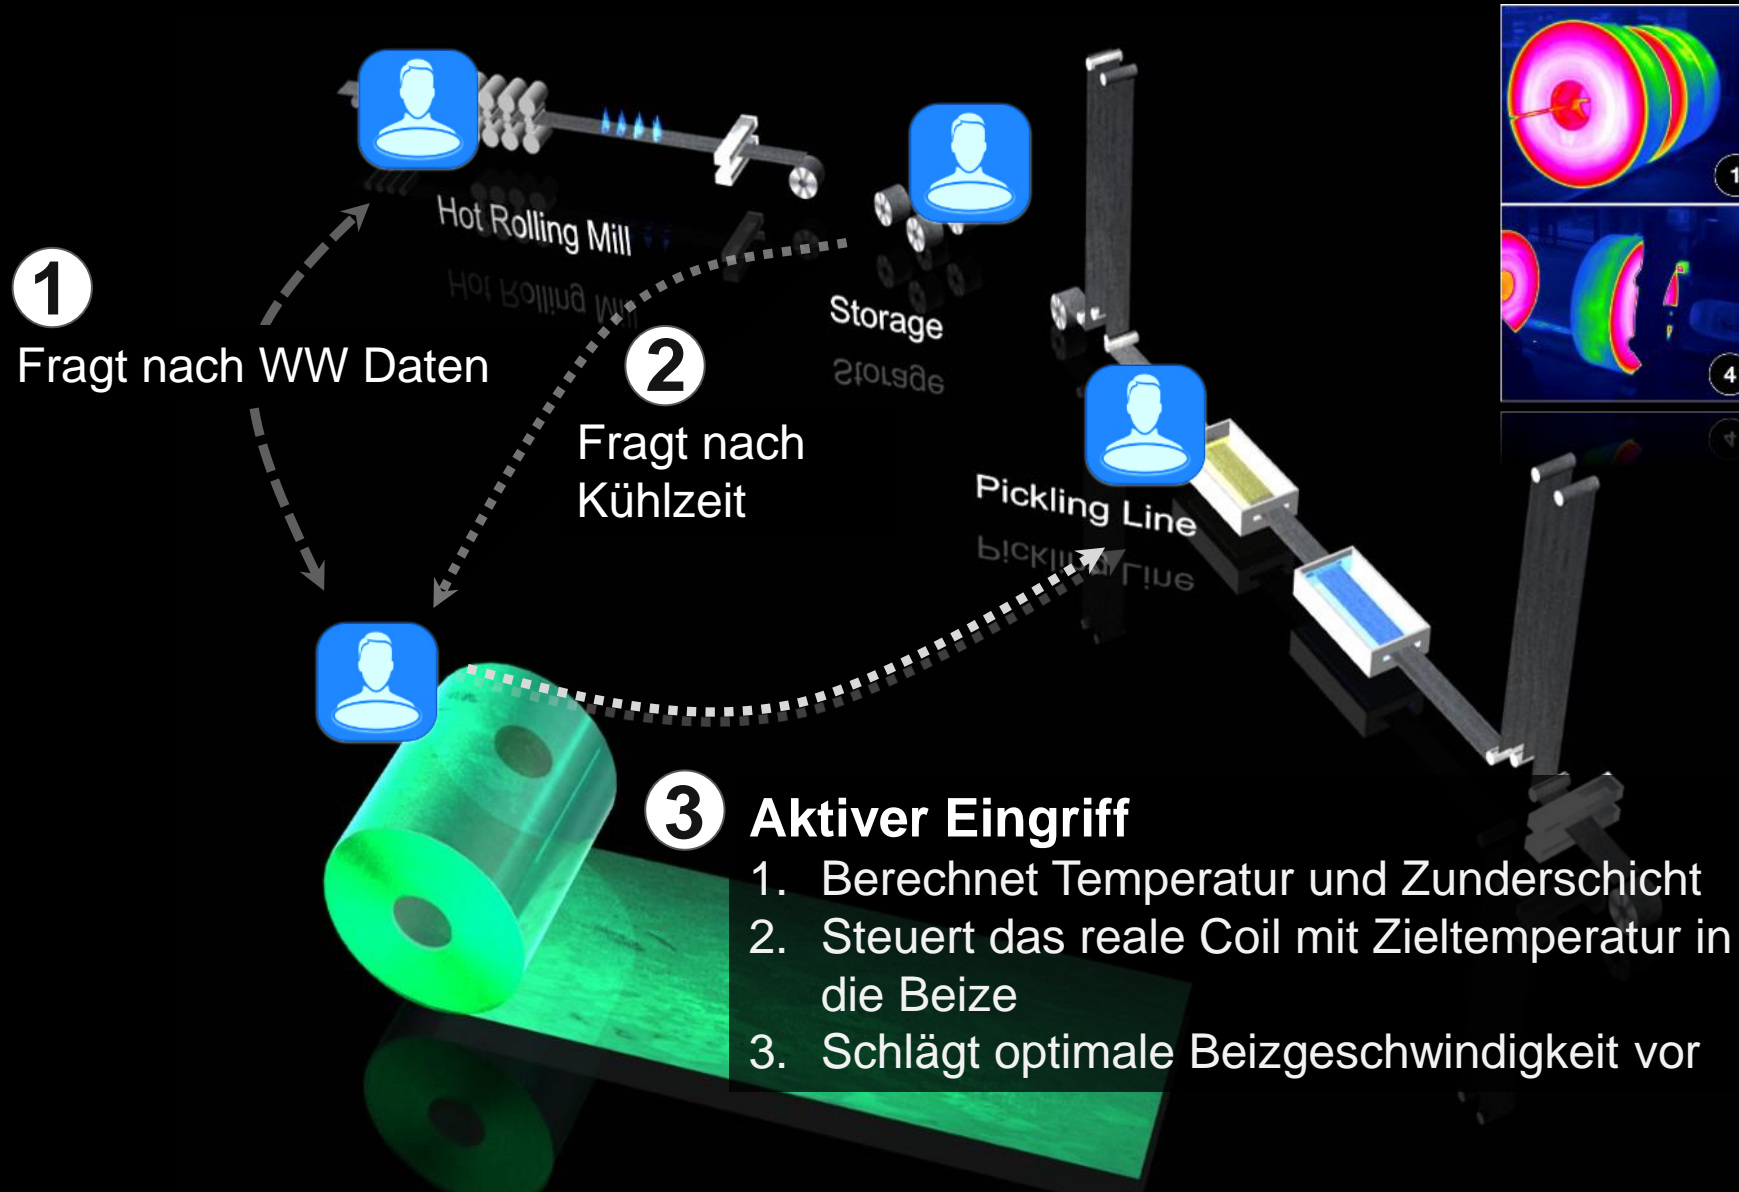 Hot Rolling Mill
1
Fragt nach WW Daten
Storage
2
Fragt nach
Kühlzeit
Pickling Line
1
4
3
Aktiver Eingriff
1. Berechnet Temperatur und Zunderschicht
2. Steuert das reale Coil mit Zieltemperatur in
die Beize
3. Schlägt optimale Beizgeschwindigkeit vor